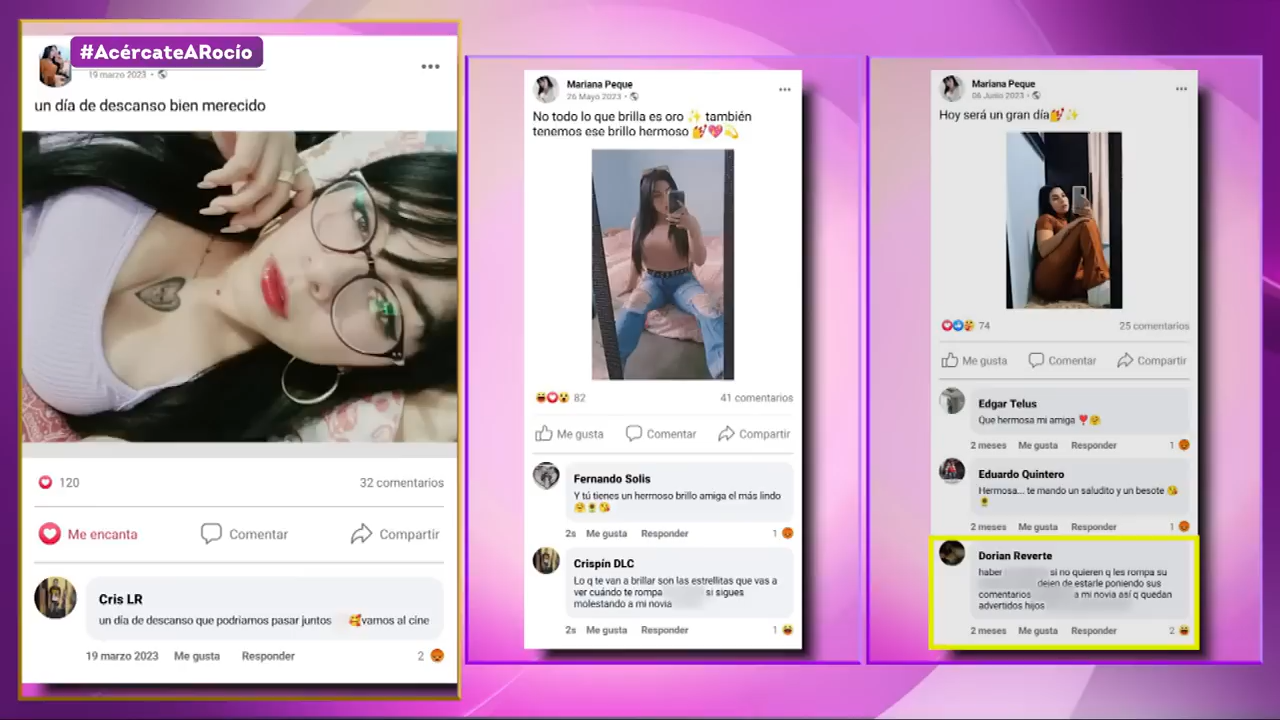 #AcércateARocío
19 marzo 2023
un día de descanso bien merecido
120
32 comentarios
Me encanta
Comentar
Compartir
Cris LR
un día de descanso que podriamos pasar juntos vamos al cine
19 marzo 2023 Me gusta Responder 2
Mariana Peque
26 Mayo 2023
No todo lo que brilla es oro ✨ también
tenemos ese brillo hermoso 💅💖💫
82
41 comentarios
Me gusta
Comentar
Compartir
Fernando Solis
Y tú tienes un hermoso brillo amiga el más lindo
2s Me gusta Responder 1
Crispín DLC
Lo q te van a brillar son las estrellitas que vas a
ver cuándo te rompa si sigues
molestando a mi novia
2s Me gusta Responder 1
Mariana Peque
06 Junio 2023
Hoy será un gran día💅✨
74
25 comentarios
Me gusta
Comentar
Compartir
Edgar Telus
Que hermosa mi amiga
2 meses Me gusta Responder 1
Eduardo Quintero
Hermosa... te mando un saludito y un besote
2 meses Me gusta Responder 1
Dorian Reverte
haber si no quieren q les rompa su
dejen de estarle poniendo sus
comentarios a mi novia así q quedan
advertidos hijos
2 meses Me gusta Responder 2